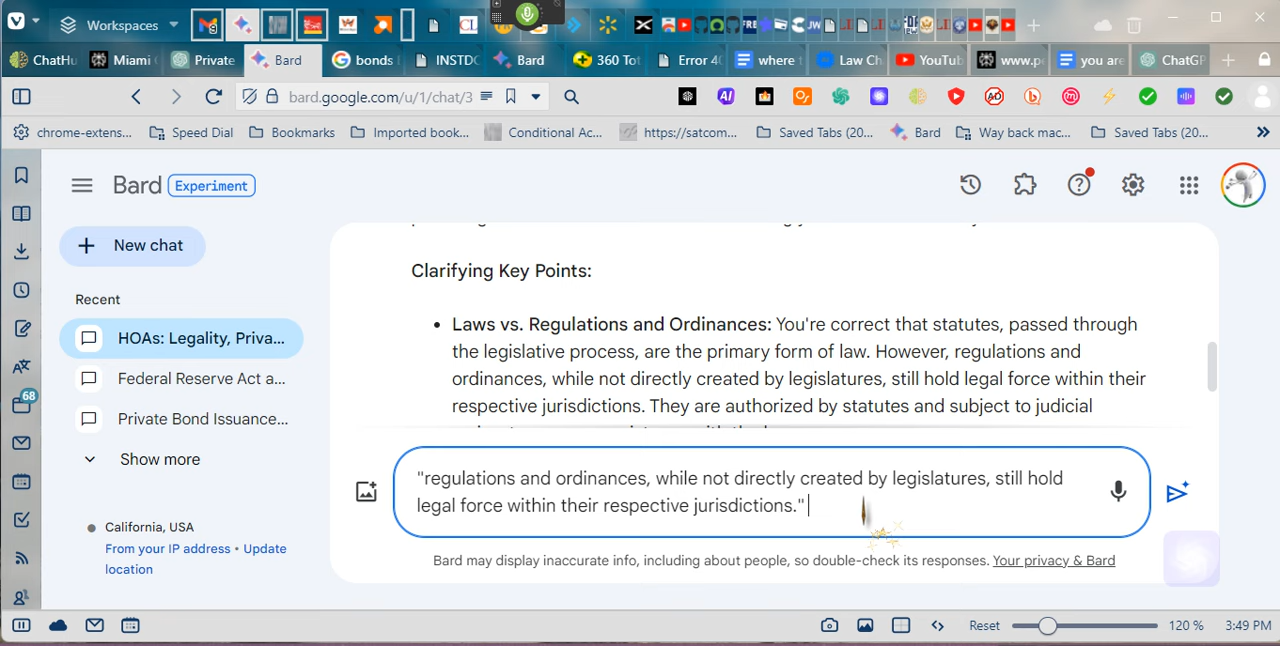 Workspaces
ChatHu
Miami
Private
Bard
bonds
INSTDC
Bard
360 Tot
Error 40
where t
Law Ch
YouTub
www.pe
you are
ChatGP
bard.google.com/u/1/chat/3
chrome-extens...
Speed Dial
Bookmarks
Imported book...
Conditional Ac...
https://satcom...
Saved Tabs (20...
Bard
Way back mac...
Saved Tabs (20...
Bard Experiment
New chat
Recent
HOAs: Legality, Priva...
Federal Reserve Act a...
Private Bond Issuance...
Show more
California, USA
From your IP address • Update
location
68
Clarifying Key Points:
• Laws vs. Regulations and Ordinances: You're correct that statutes, passed through
the legislative process, are the primary form of law. However, regulations and
ordinances, while not directly created by legislatures, still hold legal force within their
respective jurisdictions. They are authorized by statutes and subject to judicial
"regulations and ordinances, while not directly created by legislatures, still hold
legal force within their respective jurisdictions."
Bard may display inaccurate info, including about people, so double-check its responses. Your privacy & Bard
Reset
120 %
3:49 PM